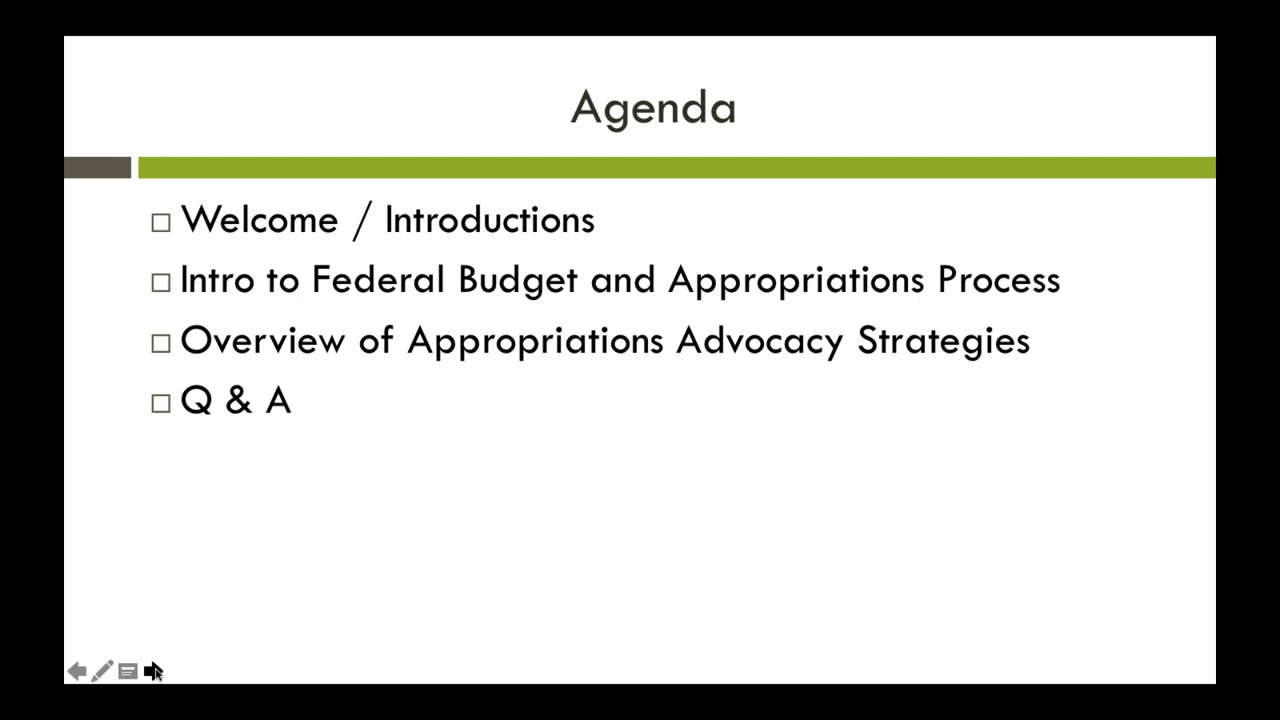 Agenda
Welcome / Introductions
Intro to Federal Budget and Appropriations Process
Overview of Appropriations Advocacy Strategies
Q & A